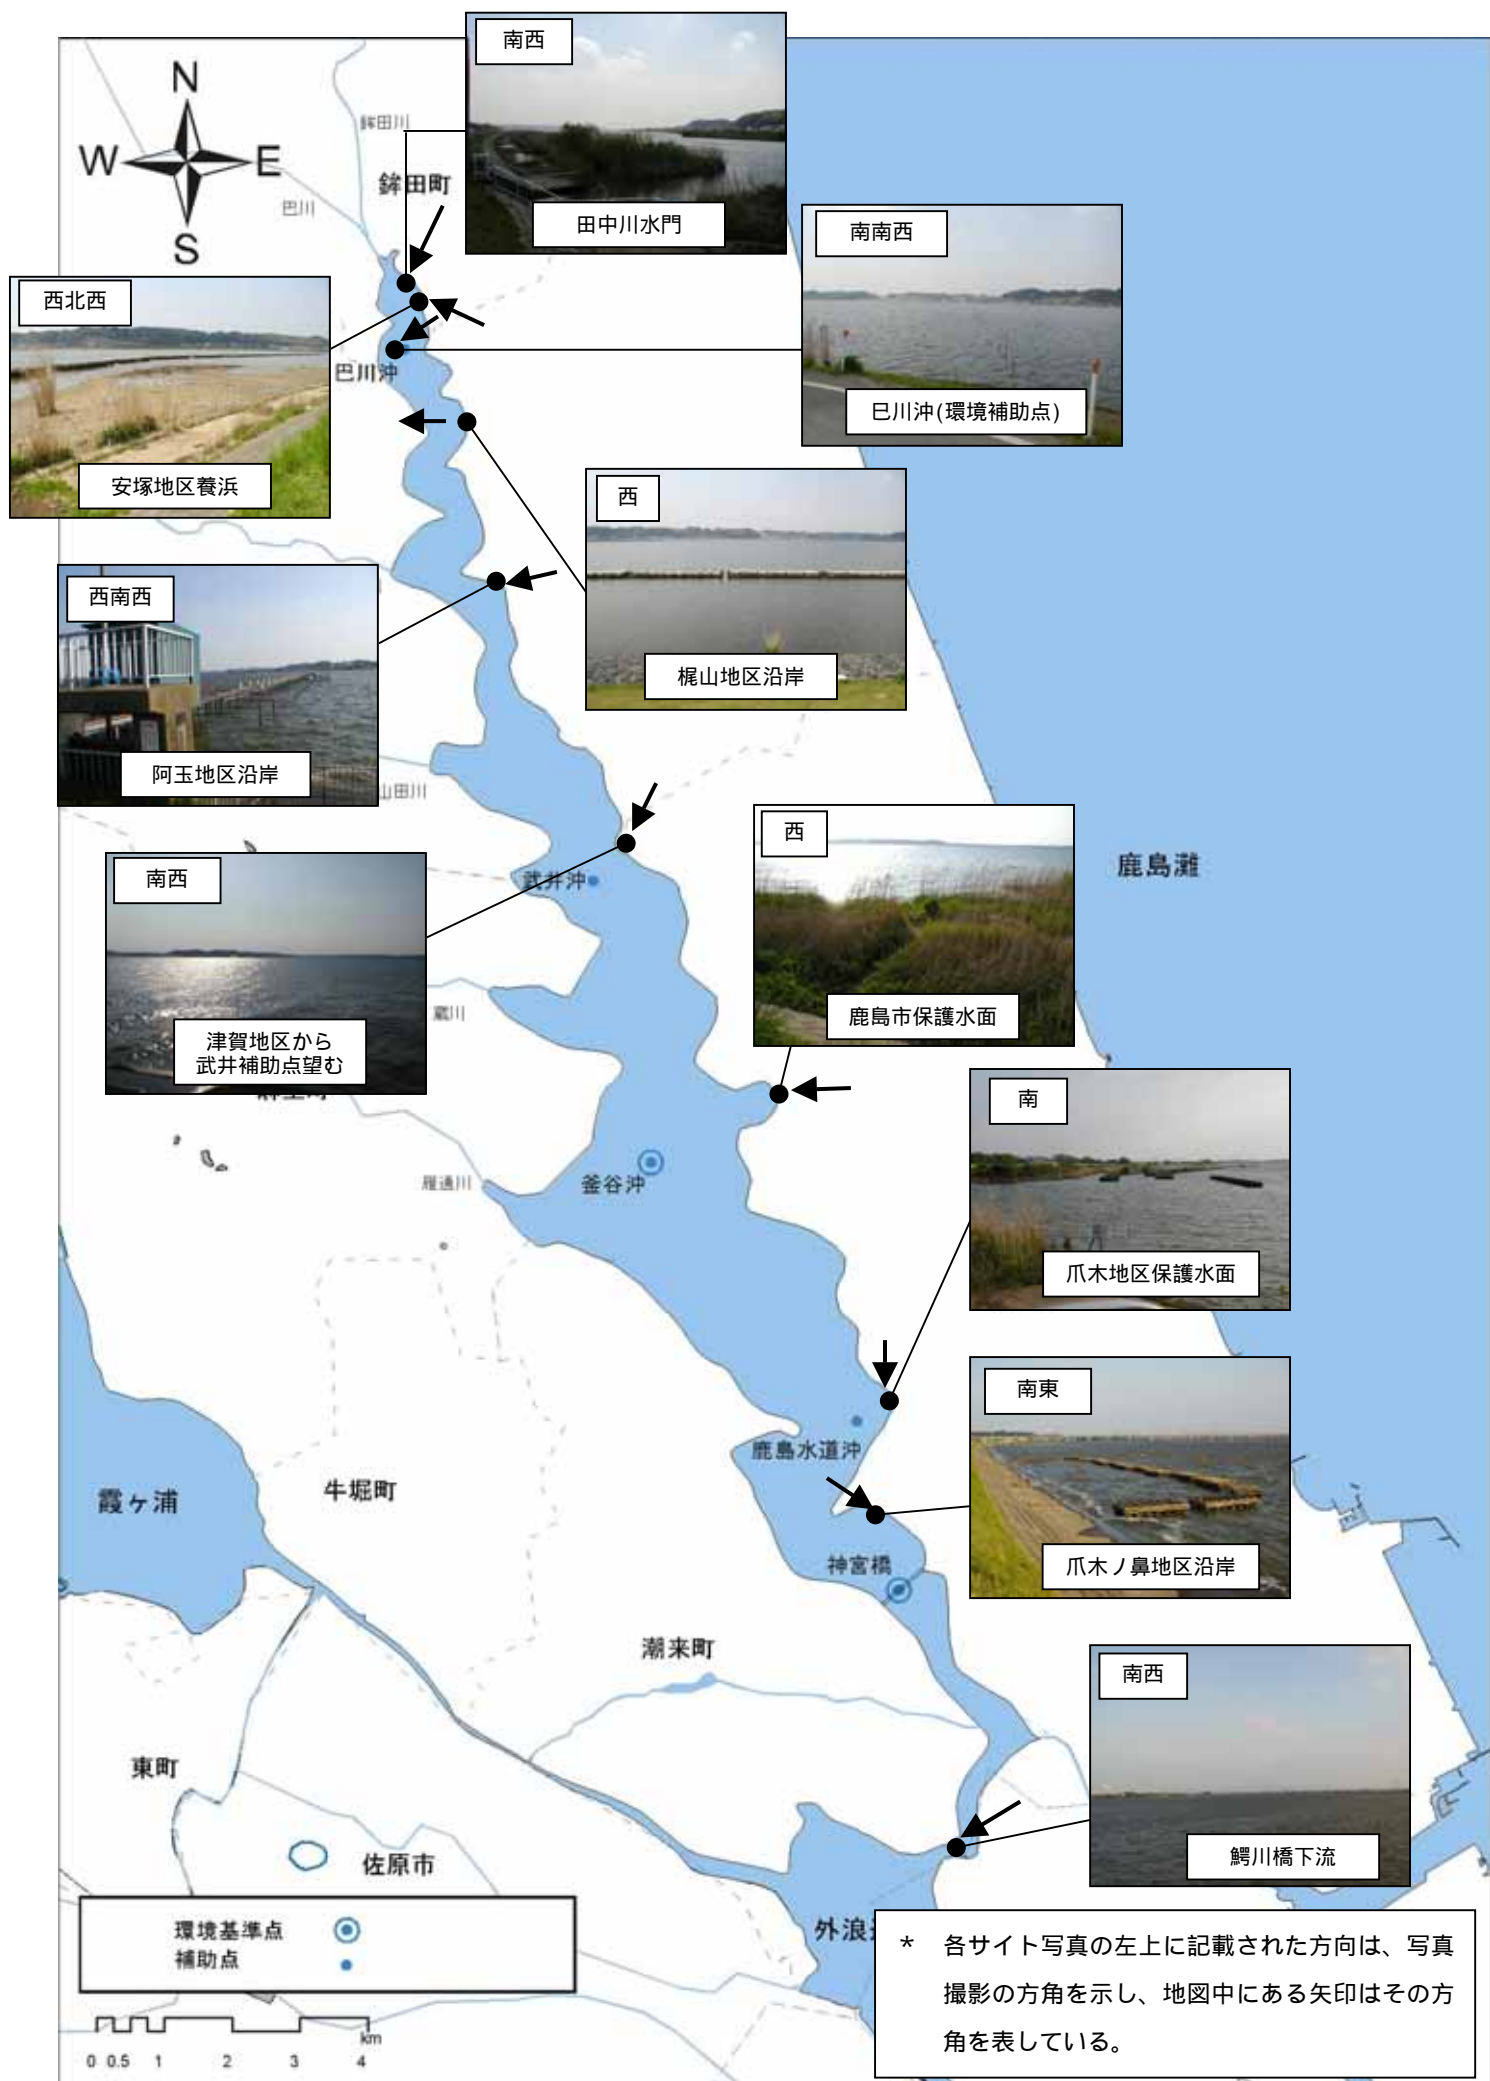 南西
N
W
E
S
鉾田川
鉾田町
巴川
田中川水門
南南西
西北西
巴川沖
巳川沖(環境補助点)
安塚地区養浜
西
西南西
梶山地区沿岸
阿玉地区沿岸
山田川
西
鹿島灘
南西
武井沖
蔵川
鹿島市保護水面
津賀地区から
武井補助点望む
南
釜谷沖
雁通川
爪木地区保護水面
南東
鹿島水道沖
牛堀町
霞ヶ浦
神宮橋
爪木ノ鼻地区沿岸
潮来町
南西
東町
佐原市
鰐川橋下流
環境基準点
補助点
外浪
* 各サイト写真の左上に記載された方向は、写真
撮影の方角を示し、地図中にある矢印はその方
角を表している。
km
0 0.5 1 2 3 4